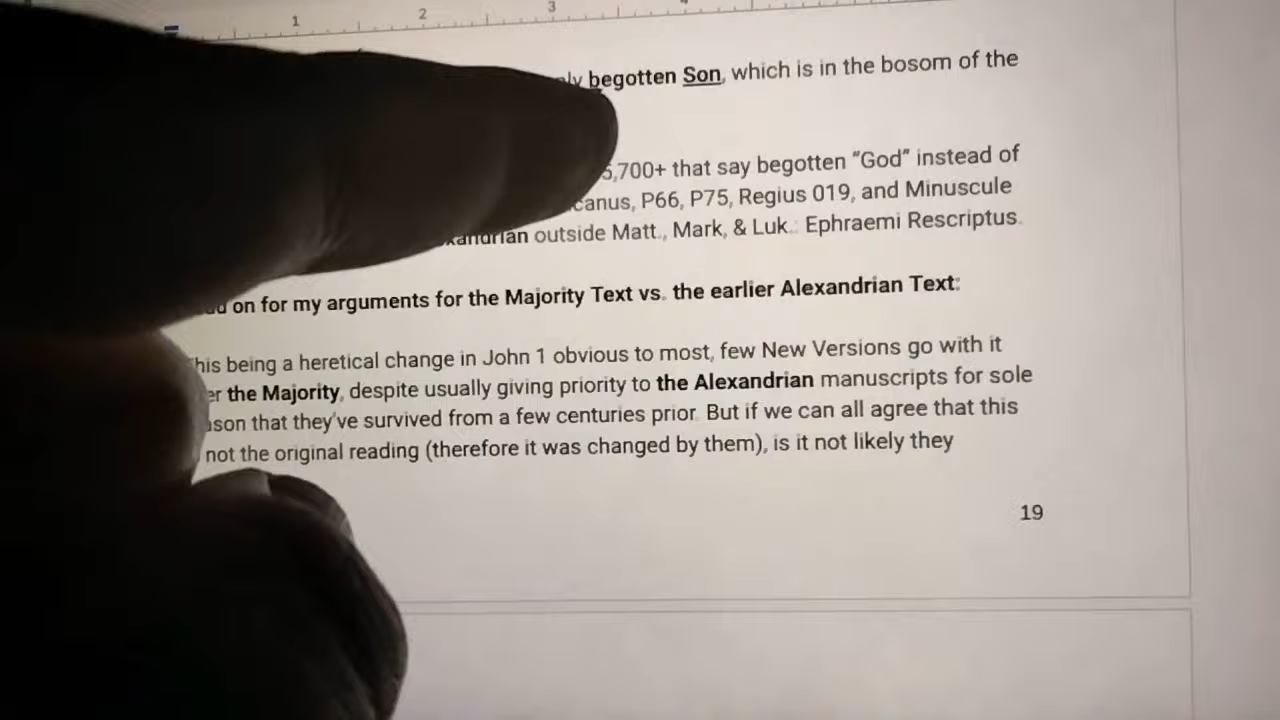 1 2 3
begotten Son, which is in the bosom of the
5,700+ that say begotten “God” instead of
P66, P75, Regius 019, and Minuscule
outside Matt., Mark, & Luk.: Ephraemi Rescriptus.
on for my arguments for the Majority Text vs. the earlier Alexandrian Text:
being a heretical change in John 1 obvious to most, few New Versions go with it
the Majority, despite usually giving priority to the Alexandrian manuscripts for sole
that they've survived from a few centuries prior. But if we can all agree that this
not the original reading (therefore it was changed by them), is it not likely they
19